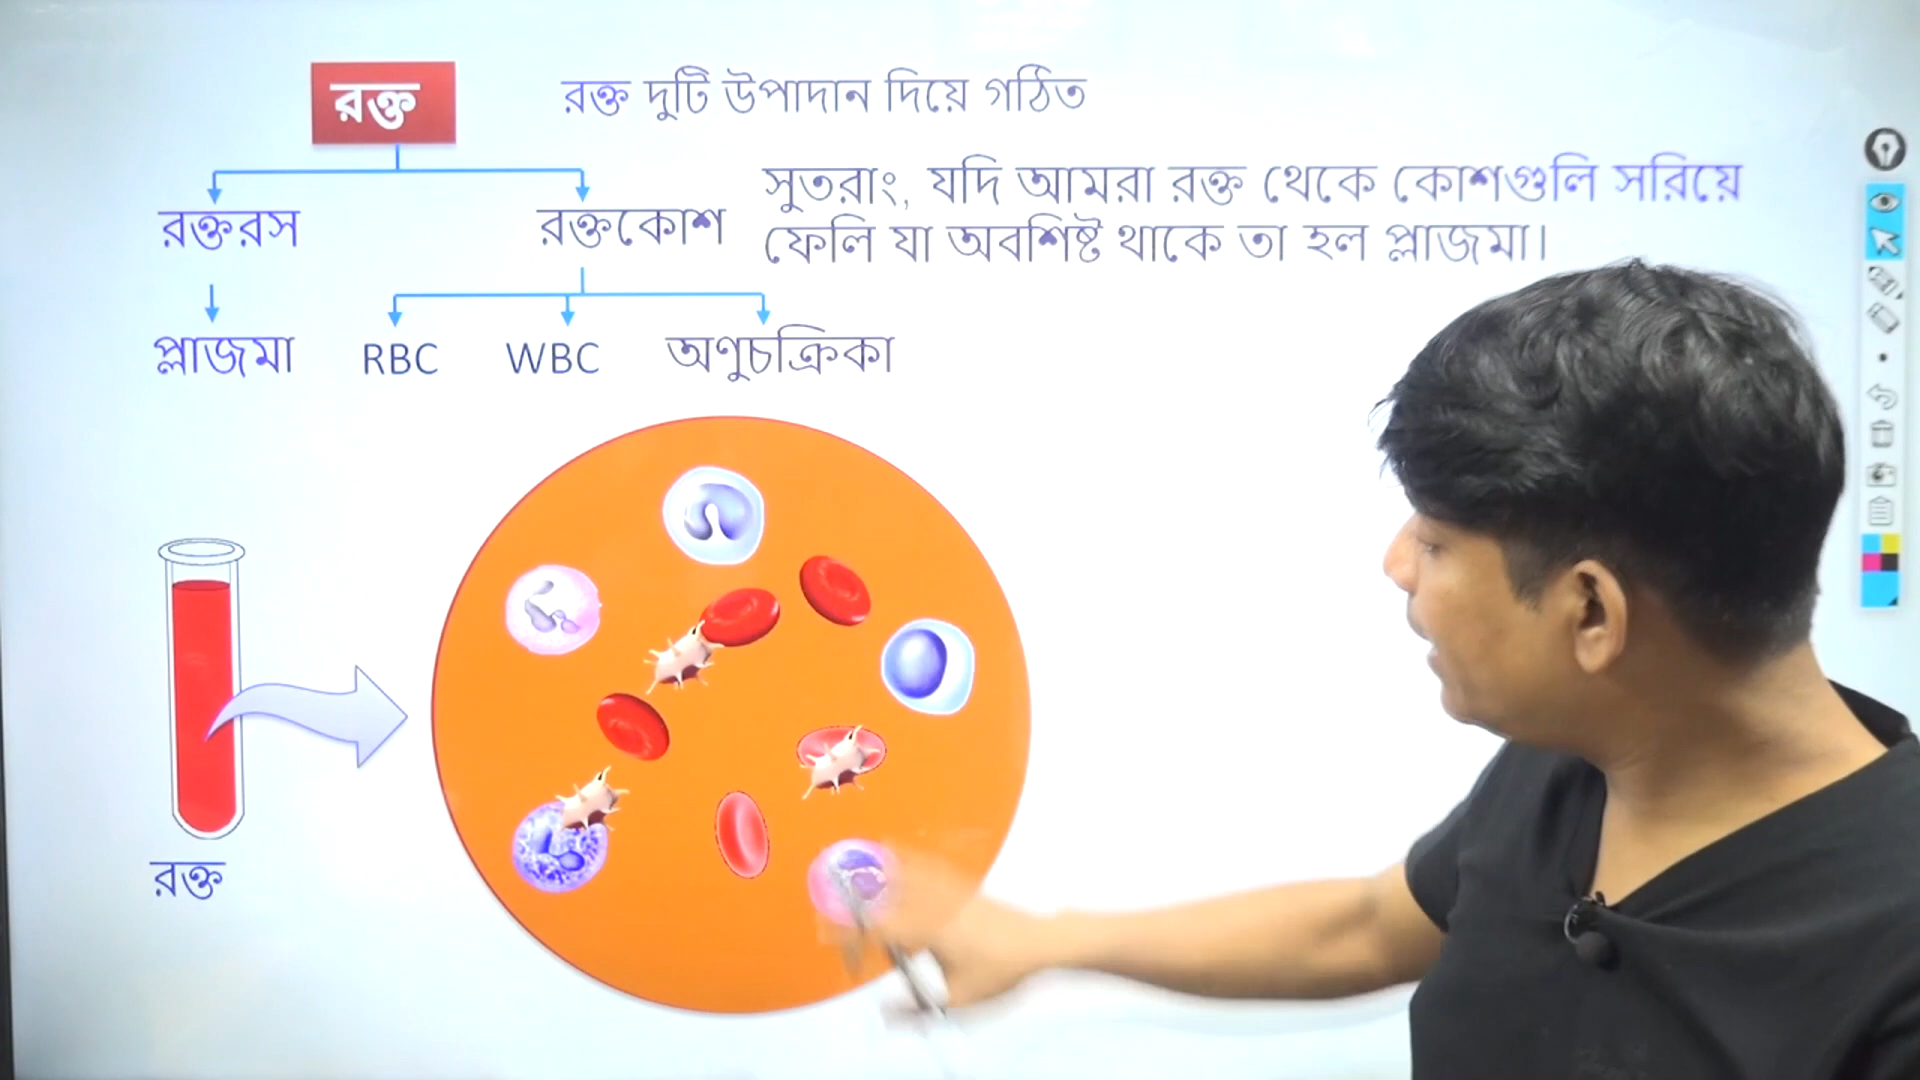 রক্ত
রক্ত দুটি উপাদান দিয়ে গঠিত
রক্তরস
রক্তকোশ
সুতরাং, যদি আমরা রক্ত থেকে কোশগুলি সরিয়ে
ফেলি যা অবশিষ্ট থাকে তা হল প্লাজমা।
প্লাজমা
RBC
WBC
অণুচক্রিকা
রক্ত